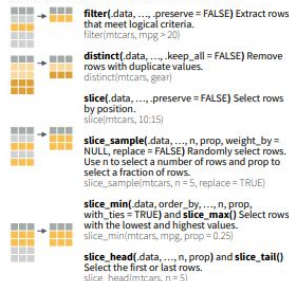 filter(.data, ..., .preserve = FALSE) Extract rows
that meet logical criteria.
filter(mtcars, mpg > 20)
distinct(.data, ..., .keep_all = FALSE) Remove
rows with duplicate values.
distinct(mtcars, gear)
slice(.data, ..., .preserve = FALSE) Select rows
by position.
slice(mtcars, 10:15)
slice_sample(.data, ..., n, prop, weight_by =
NULL, replace = FALSE) Randomly select rows.
Use n to select a number of rows and prop to
select a fraction of rows.
slice_sample(mtcars, n = 5, replace = TRUE)
slice_min(.data, order_by, ..., n, prop,
with_ties = TRUE) and slice_max() Select rows
with the lowest and highest values.
slice_min(mtcars, mpg, prop = 0.25)
slice_head(.data, ..., n, prop) and slice_tail()
Select the first or last rows.
slice_head(mtcars, n = 5)